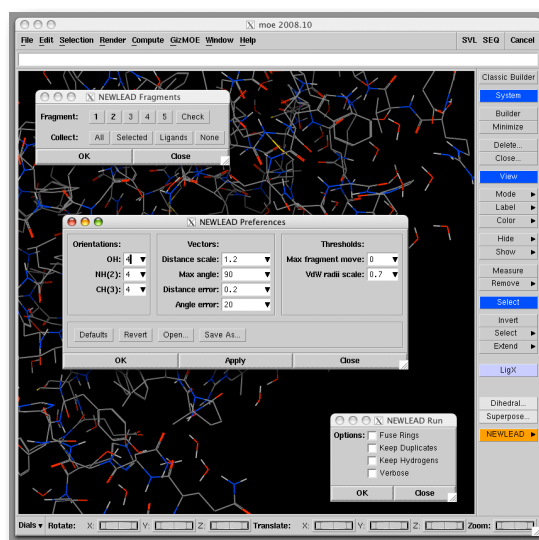 moe 2008.10
File Edit Selection Render Compute GizMOE Window Help SVL SEQ Cancel
Classic Builder
System
Builder
Minimize
Delete...
Close...
View
Mode
Label
Color
Hide
Show
Measure
Remove
Select
Invert
Select
Extend
LigX
Dihedral...
Superpose...
NEWLEAD
NEWLEAD Fragments
Fragment: 1 2 3 4 5 Check
Collect: All Selected Ligands None
OK Close
NEWLEAD Preferences
Orientations: Vectors: Thresholds:
OH: 4 Distance scale: 1.2 Max fragment move: 0
NH(2): 4 Max angle: 90 VdW radii scale: 0.7
CH(3): 4 Distance error: 0.2
Angle error: 20
Defaults Revert Open... Save As...
OK Apply Close
NEWLEAD Run
Options: Fuse Rings
Keep Duplicates
Keep Hydrogens
Verbose
OK Close
Dials Rotate: X: Y: Z: Translate: X: Y: Z: Zoom: